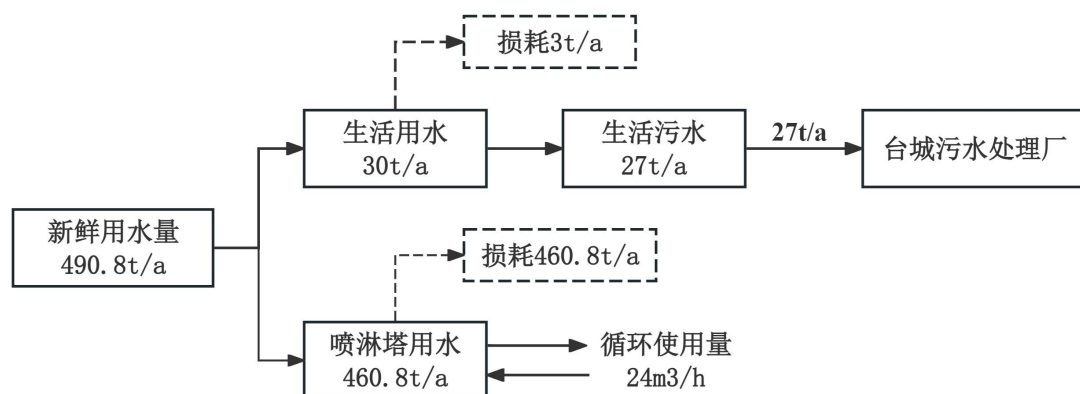 损耗3t/a
生活用水
30t/a
生活污水
27t/a
27t/a
台城污水处理厂
新鲜用水量
490.8t/a
损耗460.8t/a
喷淋塔用水
460.8t/a
循环使用量
24m3/h